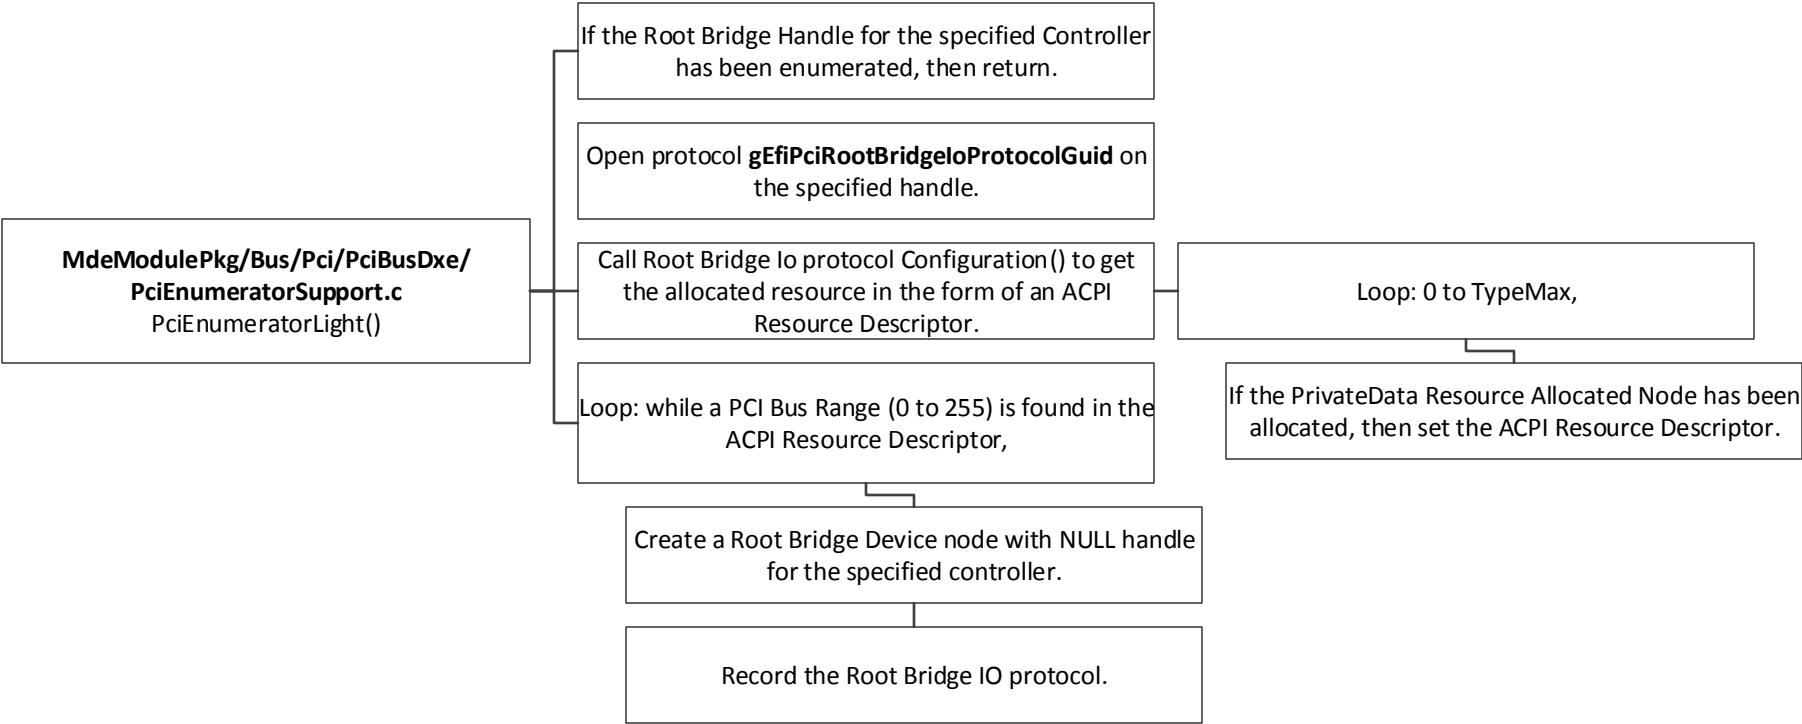 If the Root Bridge Handle for the specified Controller
has been enumerated, then return.
Open protocol gEfiPciRootBridgeIoProtocolGuid on
the specified handle.
MdeModulePkg/Bus/Pci/PciBusDxe/
PciEnumeratorSupport.c
PciEnumeratorLight()
Call Root Bridge Io protocol Configuration() to get
the allocated resource in the form of an ACPI
Resource Descriptor.
Loop: 0 to TypeMax,
If the PrivateData Resource Allocated Node has been
allocated, then set the ACPI Resource Descriptor.
Loop: while a PCI Bus Range (0 to 255) is found in the
ACPI Resource Descriptor,
Create a Root Bridge Device node with NULL handle
for the specified controller.
Record the Root Bridge IO protocol.